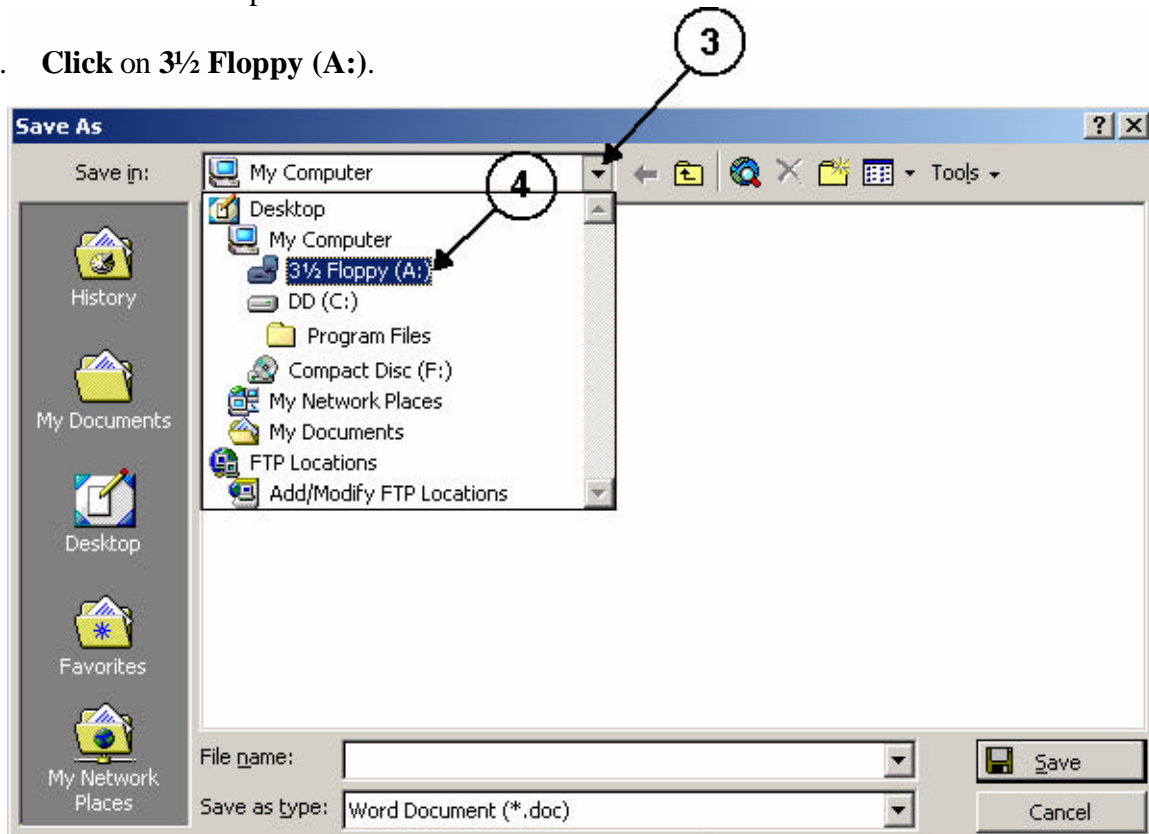 3
. Click on 3½ Floppy (A:).
Save As
Save in:
My Computer
Tools
4
Desktop
My Computer
3½ Floppy (A:)
DD (C:)
Program Files
Compact Disc (F:)
My Network Places
My Documents
FTP Locations
Add/Modify FTP Locations
History
My Documents
Desktop
Favorites
My Network
Places
File name:
Save
Save as type:
Word Document (*.doc)
Cancel